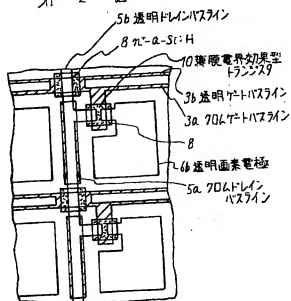 第 2 図
5b 透明ドレインバスライン
8 n⁺-a-Si:H
10 薄膜電界効果型
トランジスタ
3b 透明ゲートバスライン
3a クロムゲートバスライン
8
6b 透明画素電極
5a クロムドレイン
バスライン